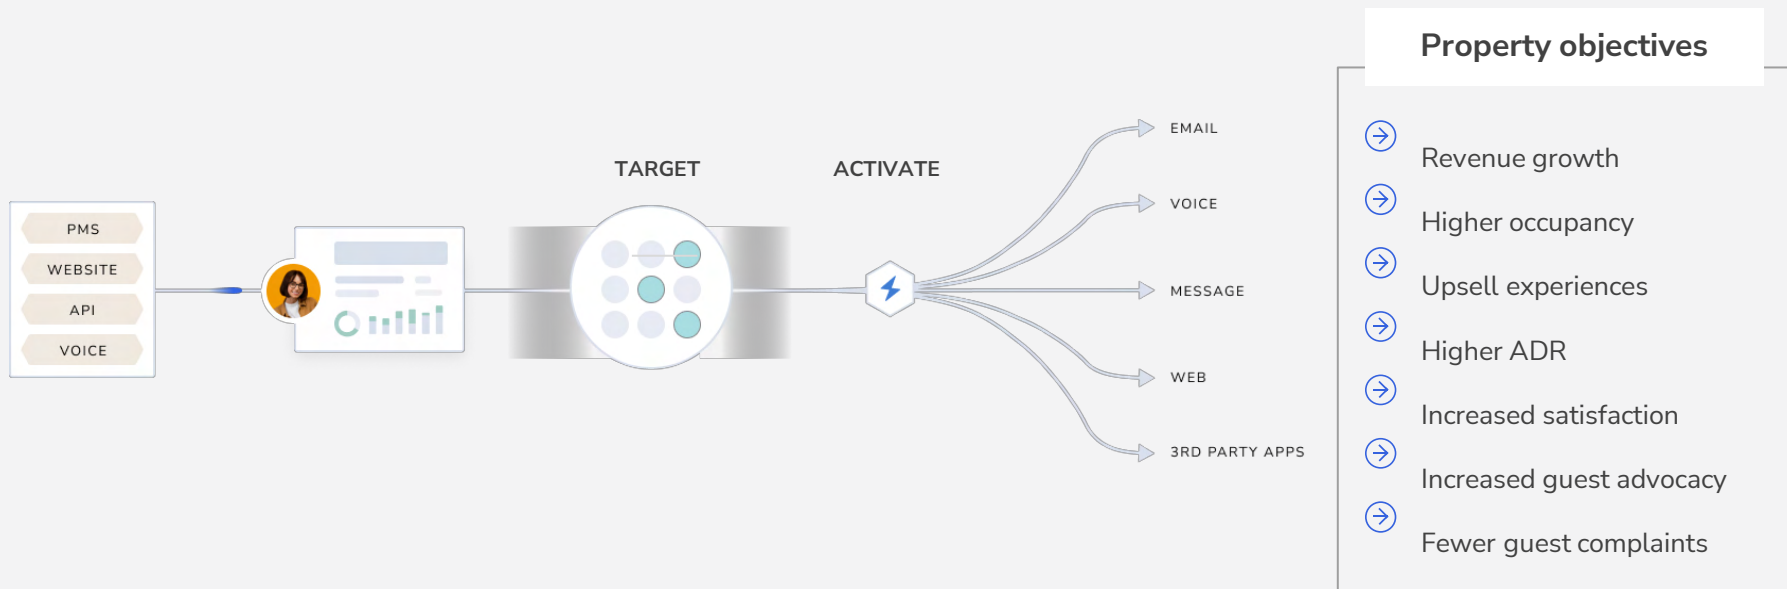 PMS
WEBSITE
API
VOICE
TARGET
ACTIVATE
EMAIL
VOICE
MESSAGE
WEB
3RD PARTY APPS
Property objectives
Revenue growth
Higher occupancy
Upsell experiences
Higher ADR
Increased satisfaction
Increased guest advocacy
Fewer guest complaints